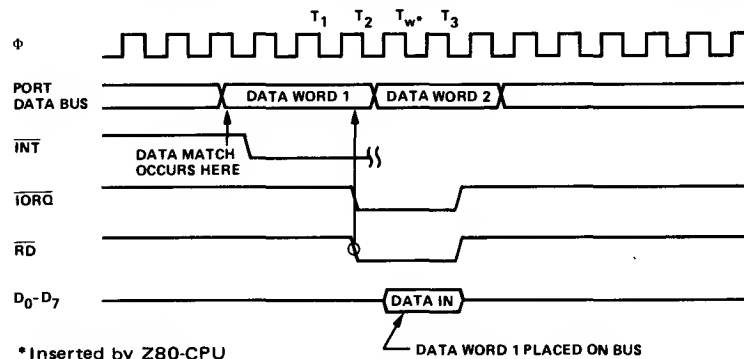 T1 T2 Tw* T3
Φ
PORT
DATA BUS
DATA WORD 1 DATA WORD 2
INT
DATA MATCH
OCCURS HERE
IORQ
RD
D0-D7 DATA IN
*Inserted by Z80-CPU
DATA WORD 1 PLACED ON BUS